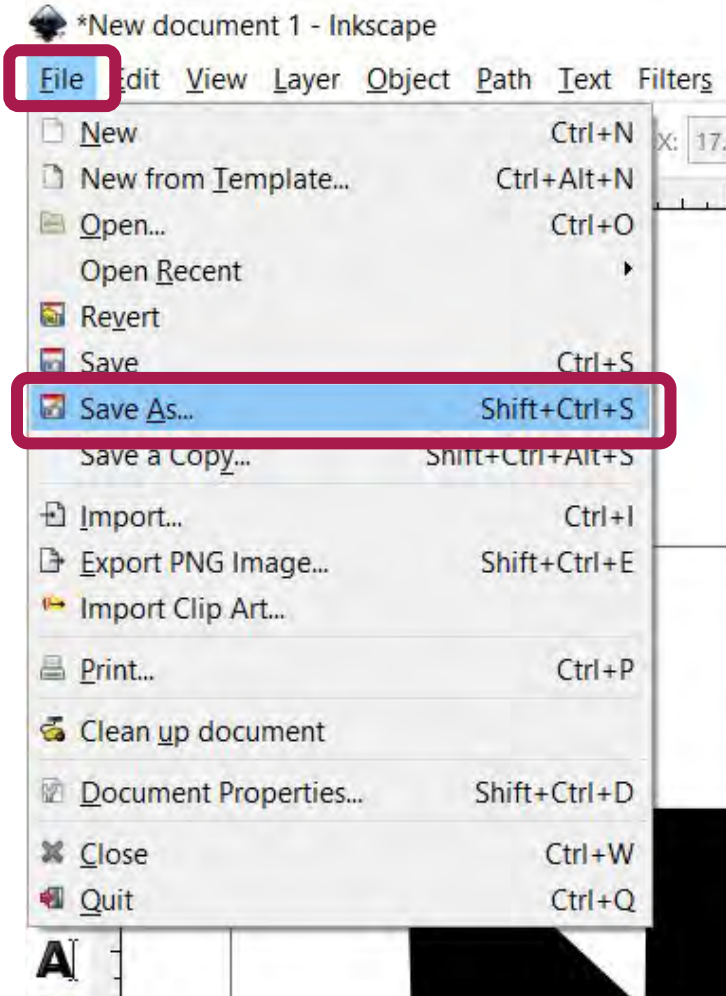 *New document 1 - Inkscape
File Edit View Layer Object Path Text Filters
New Ctrl+N
X: 17.
New from Template... Ctrl+Alt+N
Open... Ctrl+O
Open Recent
Revert
Save Ctrl+S
Save As... Shift+Ctrl+S
Save a Copy... Shift+Ctrl+Alt+S
Import... Ctrl+I
Export PNG Image... Shift+Ctrl+E
Import Clip Art...
Print... Ctrl+P
Clean up document
Document Properties... Shift+Ctrl+D
Close Ctrl+W
Quit Ctrl+Q
A